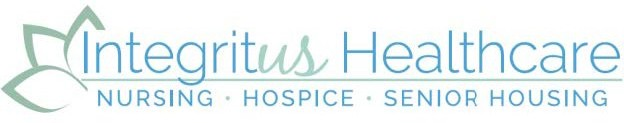 Integritus Healthcare
NURSING • HOSPICE • SENIOR HOUSING